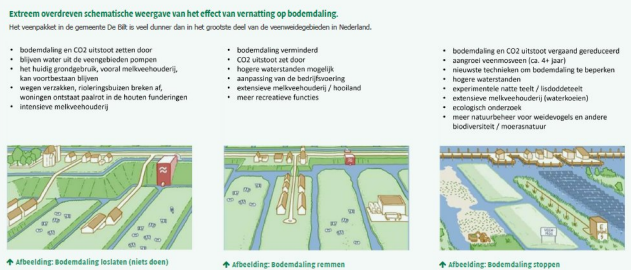 Extreem overdreven schematische weergave van het effect van vernatting op bodemdaling.
Het veenpakket in de gemeente De Bilt is veel dunner dan in het grootste deel van de veenweidegebieden in Nederland.
• bodemdaling en CO2 uitstoot zetten door
• blijven water uit de veengebieden pompen
• het huidig grondgebruik, vooral melkveehouderij,
kan voortbestaan blijven
• wegen verzakken, rioleringsbuizen breken af,
woningen ontstaat paalrot in de houten funderingen
• intensieve melkveehouderij
• bodemdaling verminderd
• CO2 uitstoot zet door
• hogere waterstanden mogelijk
• aanpassing van de bedrijfsvoering
• extensieve melkveehouderij / hooiland
• meer recreatieve functies
• bodemdaling en CO2 uitstoot vergaand gereduceerd
• aangroei veenmosveen (ca. 4+ jaar)
• nieuwste technieken om bodemdaling te beperken
• hogere waterstanden
• experimentele natte teelt / lisdoddeteelt
• extensieve melkveehouderij (waterkoeien)
• ecologisch onderzoek
• meer natuurbeheer voor weidevogels en andere
biodiversiteit / moerasnatuur
↑ Afbeelding: Bodemdaling loslaten (niets doen)
↑ Afbeelding: Bodemdaling remmen
↑ Afbeelding: Bodemdaling stoppen